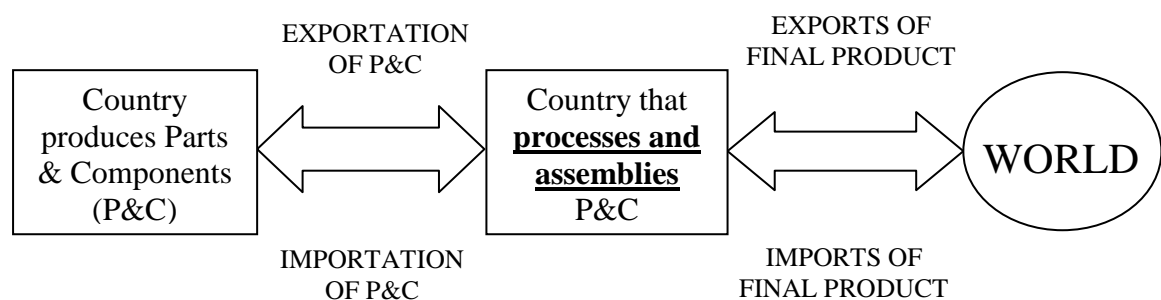 EXPORTATION
OF P&C
EXPORTS OF
FINAL PRODUCT
Country
produces Parts
& Components
(P&C)
Country that
processes and
assemblies
P&C
WORLD
IMPORTATION
OF P&C
IMPORTS OF
FINAL PRODUCT